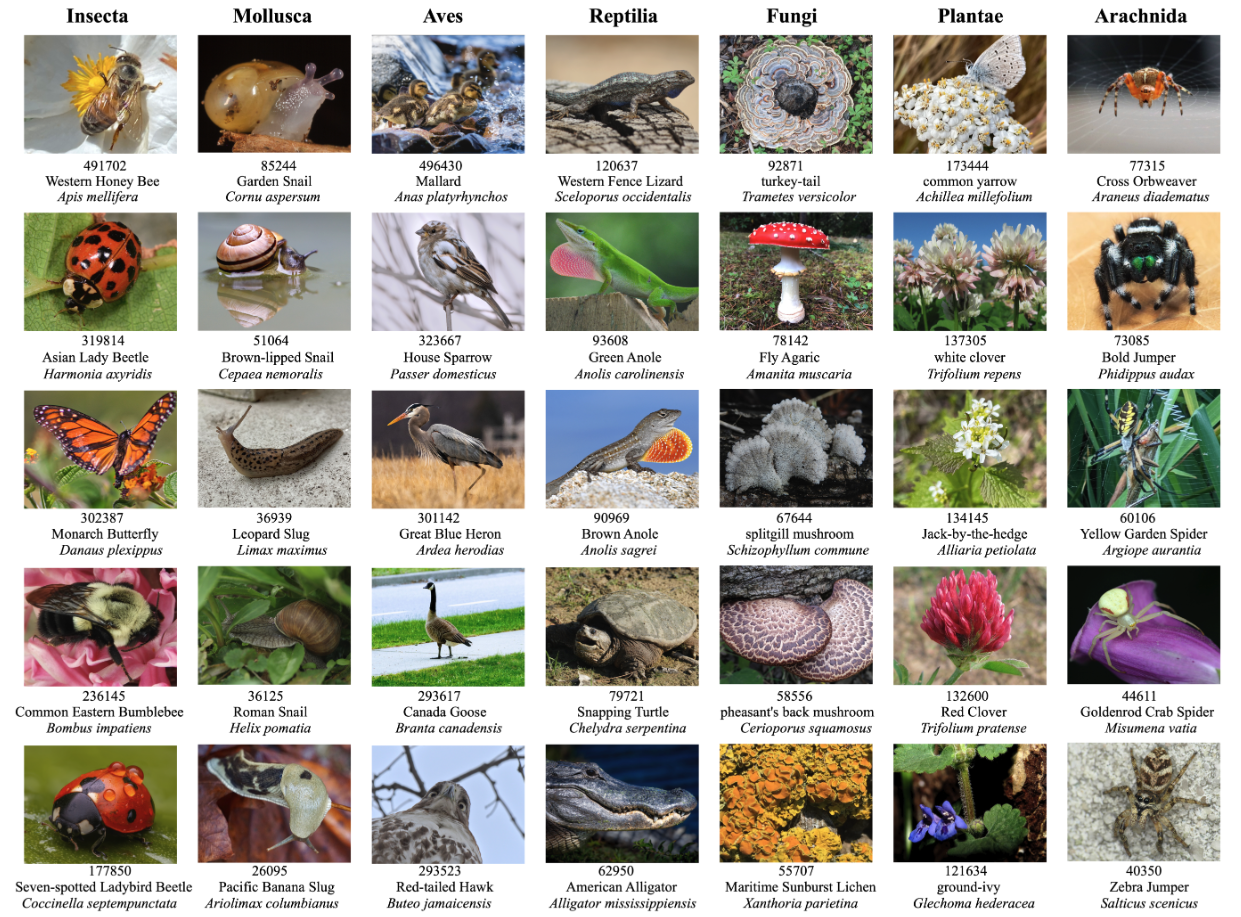 Insecta Mollusca Aves Reptilia Fungi Plantae Arachnida
491702 85244 496430 120637 92871 173444 77315
Western Honey Bee Garden Snail Mallard Western Fence Lizard turkey-tail common yarrow Cross Orbweaver
Apis mellifera Cornu aspersum Anas platyrhynchos Sceloporus occidentalis Trametes versicolor Achillea millefolium Araneus diadematus
319814 51064 323667 93608 78142 137305 73085
Asian Lady Beetle Brown-lipped Snail House Sparrow Green Anole Fly Agaric white clover Bold Jumper
Harmonia axyridis Cepaea nemoralis Passer domesticus Anolis carolinensis Amanita muscaria Trifolium repens Phidippus audax
302387 36939 301142 90969 67644 134145 60106
Monarch Butterfly Leopard Slug Great Blue Heron Brown Anole splitgill mushroom Jack-by-the-hedge Yellow Garden Spider
Danaus plexippus Limax maximus Ardea herodias Anolis sagrei Schizophyllum commune Alliaria petiolata Argiope aurantia
236145 36125 293617 79721 58556 132600 44611
Common Eastern Bumblebee Roman Snail Canada Goose Snapping Turtle pheasant's back mushroom Red Clover Goldenrod Crab Spider
Bombus impatiens Helix pomatia Branta canadensis Chelydra serpentina Cerioporus squamosus Trifolium pratense Misumena vatia
177850 26095 293523 62950 55707 121634 40350
Seven-spotted Ladybird Beetle Pacific Banana Slug Red-tailed Hawk American Alligator Maritime Sunburst Lichen ground-ivy Zebra Jumper
Coccinella septempunctata Ariolimax columbianus Buteo jamaicensis Alligator mississippiensis Xanthoria parietina Glechoma hederacea Salticus scenicus